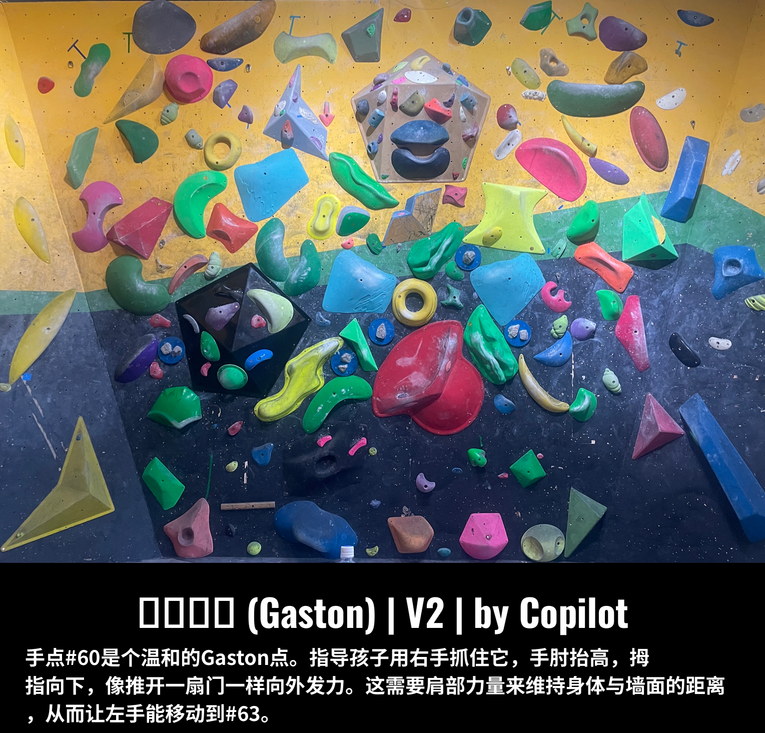 (Gaston) | V2 | by Copilot
手点#60是个温和的Gaston点。指导孩子用右手抓住它，手肘抬高，拇
指向下，像推开一扇门一样向外发力。这需要肩部力量来维持身体与墙面的距离
，从而让左手能移动到#63。